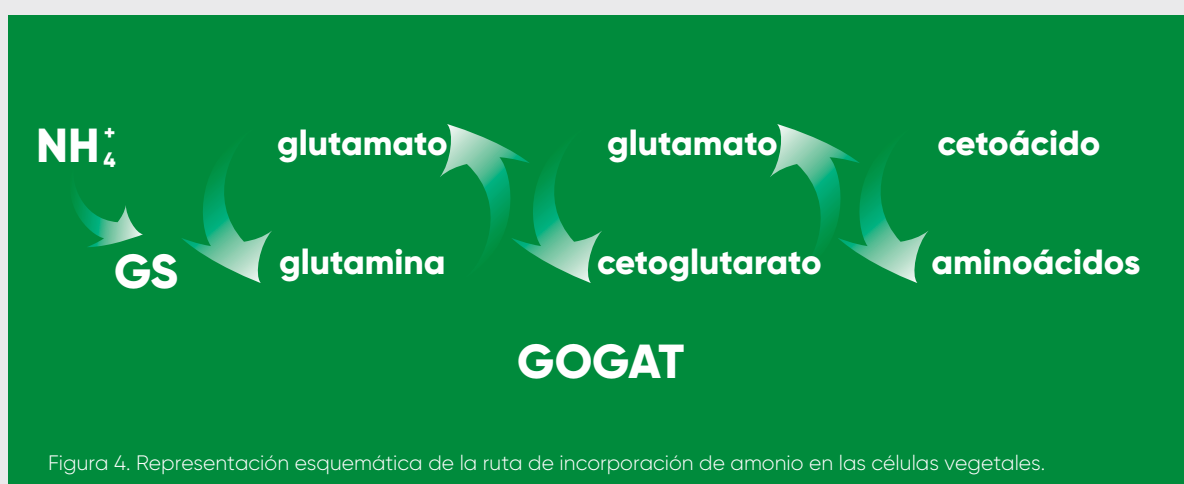 NH₄⁺ glutamato glutamato cetoácido
GS glutamina cetoglutarato aminoácidos
GOGAT
Figura 4. Representación esquemática de la ruta de incorporación de amonio en las células vegetales.